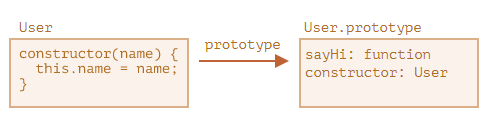 User
constructor(name) {
  this.name = name;
}
prototype
User.prototype
sayHi: function
constructor: User